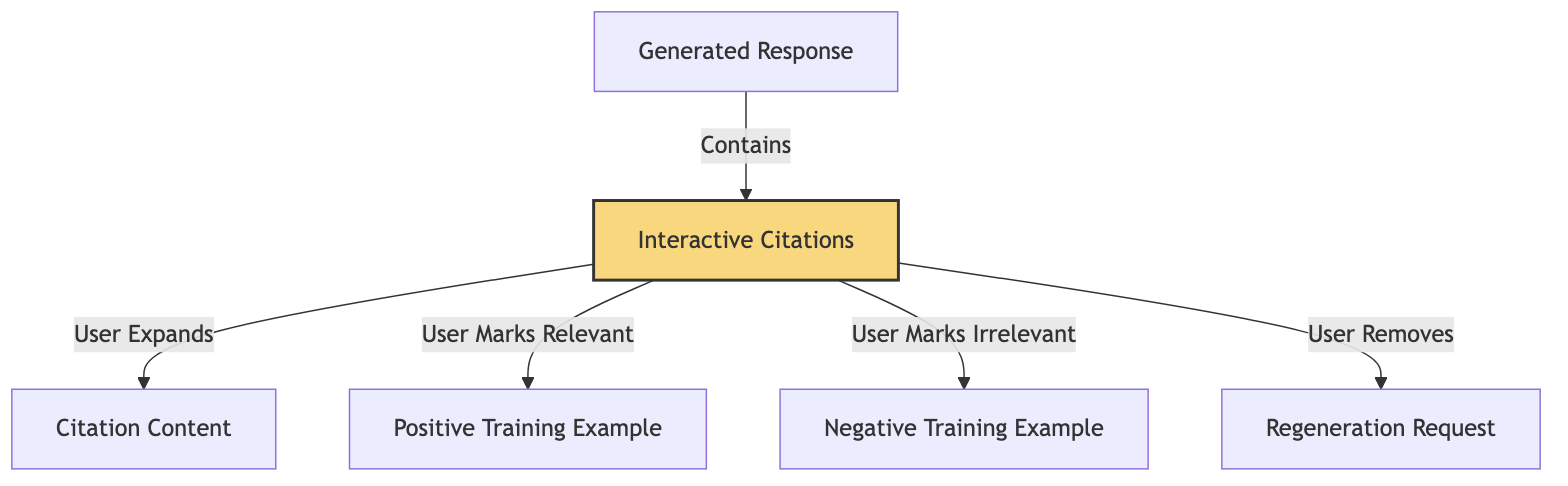 Generated Response
Contains
Interactive Citations
User Expands
User Marks Relevant
User Marks Irrelevant
User Removes
Citation Content
Positive Training Example
Negative Training Example
Regeneration Request